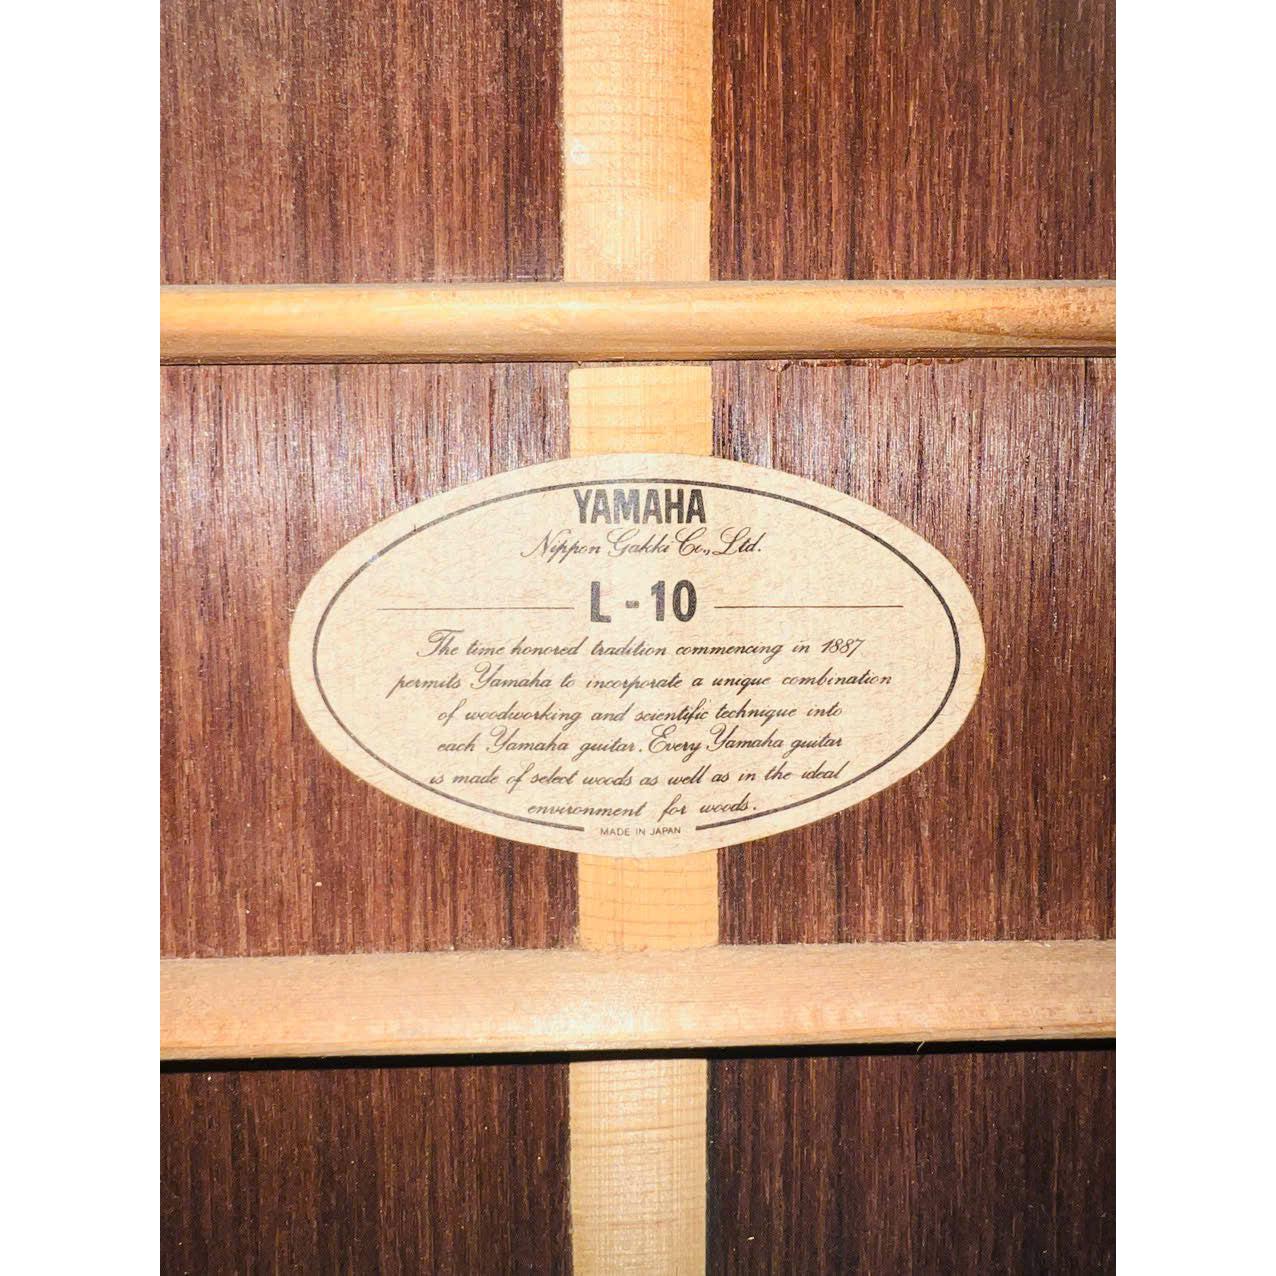 YAMAHA
Nippon Gakki Co., Ltd.
L-10
The time honored tradition commencing in 1887
permits Yamaha to incorporate a unique combination
of woodworking and scientific technique into
each Yamaha guitar. Every Yamaha guitar
is made of select woods as well as in the ideal
environment for woods.
MADE IN JAPAN